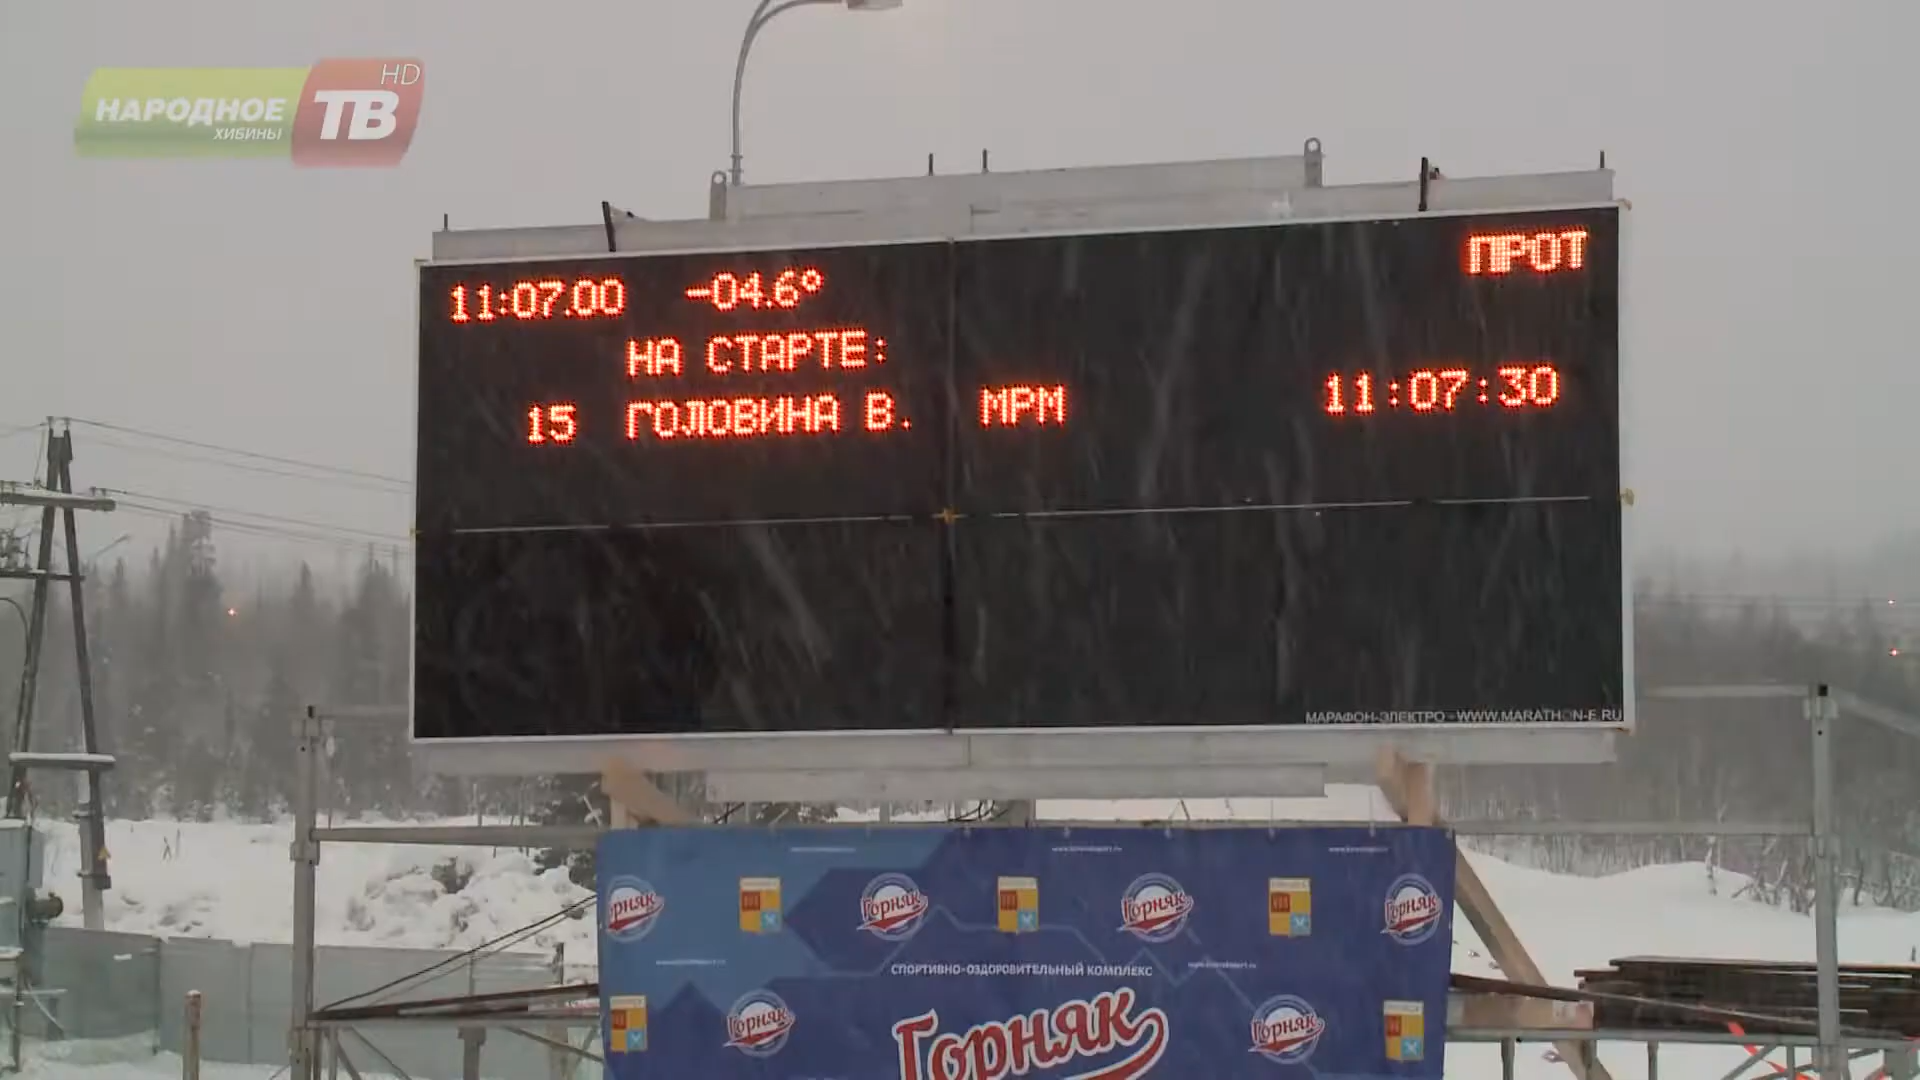 НАРОДНОЕ
ХИБИНЫ
ТВ HD
ПРОТ
11:07.00 -04.6°
НА СТАРТЕ:
15 ГОЛОВИНА В. МРМ 11:07:30
МАРАФОН-ЭЛЕКТРО - WWW.MARATHON-E.RU
Горняк Горняк Горняк Горняк
СПОРТИВНО-ОЗДОРОВИТЕЛЬНЫЙ КОМПЛЕКС
Горняк Горняк Горняк